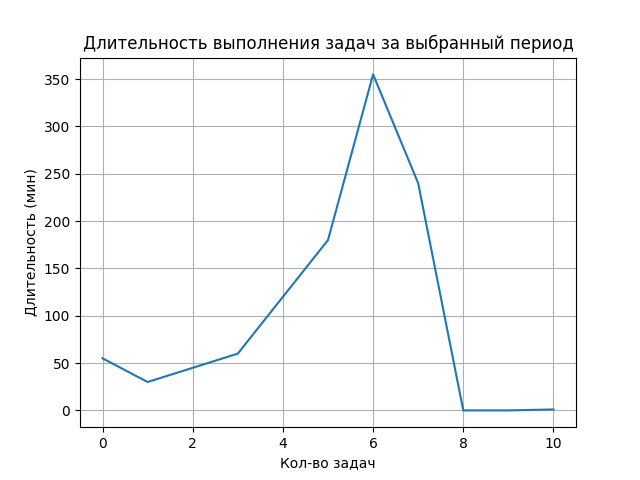 Длительность выполнения задач за выбранный период
350
300
250
200
150
100
50
0
Длительность (мин)
0 2 4 6 8 10
Кол-во задач